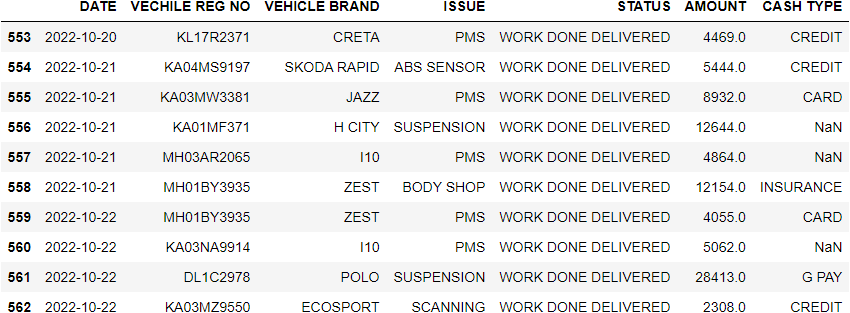 DATE VECHILE REG NO VEHICLE BRAND ISSUE STATUS AMOUNT CASH TYPE
553 2022-10-20 KL17R2371 CRETA PMS WORK DONE DELIVERED 4469.0 CREDIT
554 2022-10-21 KA04MS9197 SKODA RAPID ABS SENSOR WORK DONE DELIVERED 5444.0 CREDIT
555 2022-10-21 KA03MW3381 JAZZ PMS WORK DONE DELIVERED 8932.0 CARD
556 2022-10-21 KA01MF371 H CITY SUSPENSION WORK DONE DELIVERED 12644.0 NaN
557 2022-10-21 MH03AR2065 I10 PMS WORK DONE DELIVERED 4864.0 NaN
558 2022-10-21 MH01BY3935 ZEST BODY SHOP WORK DONE DELIVERED 12154.0 INSURANCE
559 2022-10-22 MH01BY3935 ZEST PMS WORK DONE DELIVERED 4055.0 CARD
560 2022-10-22 KA03NA9914 I10 PMS WORK DONE DELIVERED 5062.0 NaN
561 2022-10-22 DL1C2978 POLO SUSPENSION WORK DONE DELIVERED 28413.0 G PAY
562 2022-10-22 KA03MZ9550 ECOSPORT SCANNING WORK DONE DELIVERED 2308.0 CREDIT